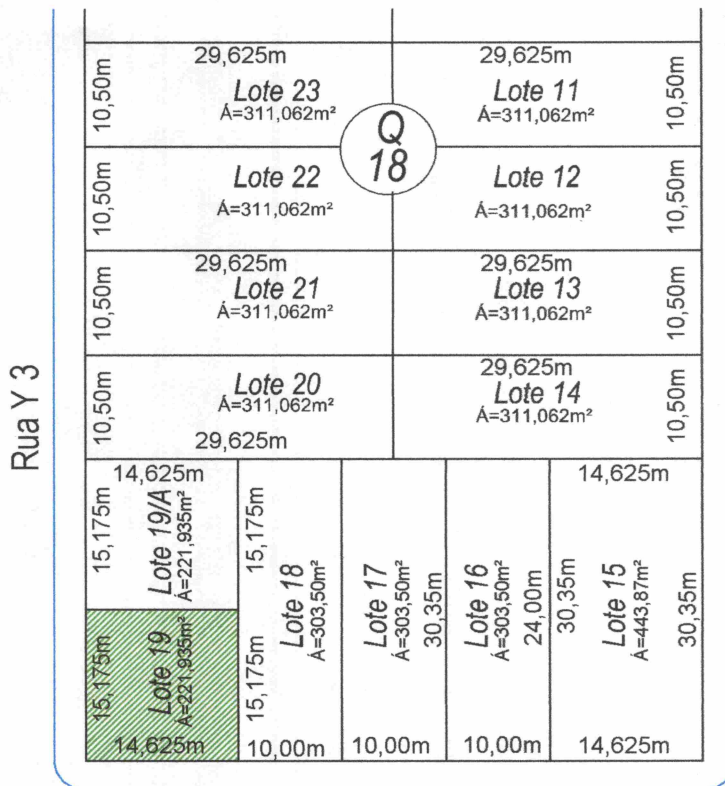 29,625m
29,625m
10,50m
Lote 23
Á=311,062m²
Lote 11
Á=311,062m²
10,50m
Q
18
10,50m
Lote 22
Á=311,062m²
Lote 12
Á=311,062m²
10,50m
29,625m
29,625m
10,50m
Lote 21
Á=311,062m²
Lote 13
Á=311,062m²
10,50m
29,625m
10,50m
Lote 20
Á=311,062m²
29,625m
Lote 14
Á=311,062m²
10,50m
Rua Y 3
14,625m
15,175m
Lote 19/A
Á=221,935m²
15,175m
15,175m
Lote 19
Á=221,935m²
14,625m
15,175m
Lote 18
Á=303,50m²
10,00m
Lote 17
Á=303,50m²
30,35m
10,00m
Lote 16
Á=303,50m²
24,00m
10,00m
14,625m
30,35m
Lote 15
Á=443,87m²
30,35m
14,625m